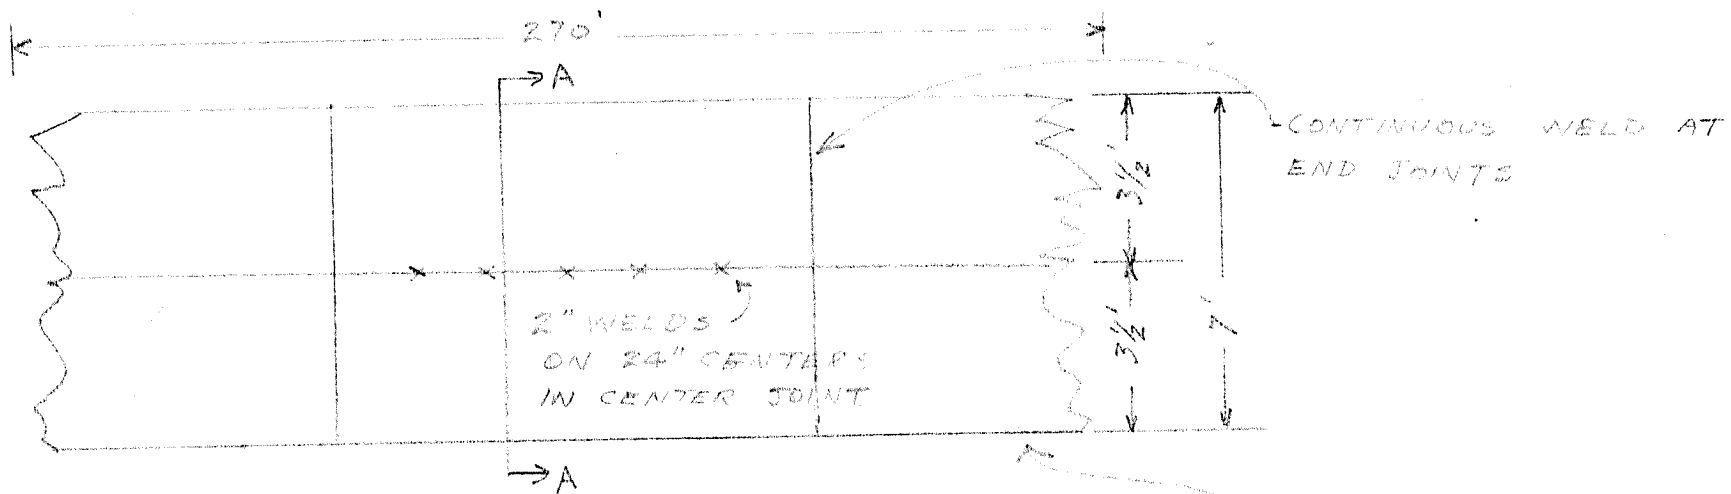 270'
A
CONTINUOUS WELD AT
END JOINTS
3½'
3½'
7'
2" WELDS
ON 24" CENTERS
IN CENTER JOINT
A